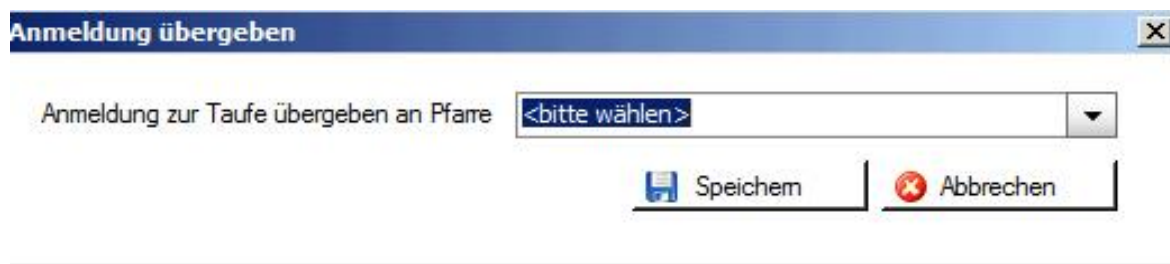 Anmeldung übergeben
Anmeldung zur Taufe übergeben an Pfarre <bitte wählen>
Speichern Abbrechen